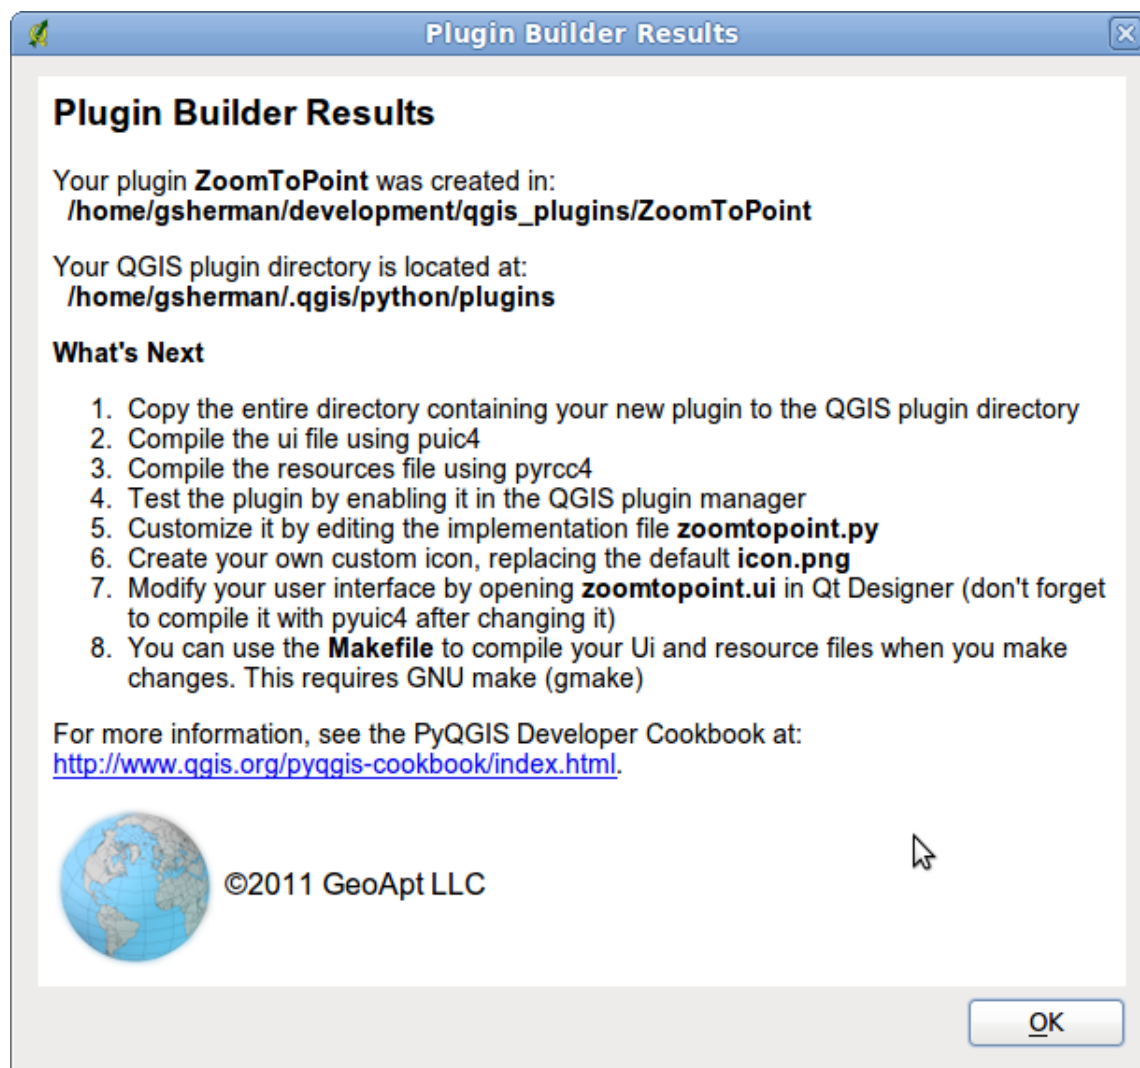 Plugin Builder Results
Plugin Builder Results
Your plugin ZoomToPoint was created in:
/home/gsherman/development/qgis_plugins/ZoomToPoint
Your QGIS plugin directory is located at:
/home/gsherman/.qgis/python/plugins
What's Next
1. Copy the entire directory containing your new plugin to the QGIS plugin directory
2. Compile the ui file using puic4
3. Compile the resources file using pyrcc4
4. Test the plugin by enabling it in the QGIS plugin manager
5. Customize it by editing the implementation file zoomtopoint.py
6. Create your own custom icon, replacing the default icon.png
7. Modify your user interface by opening zoomtopoint.ui in Qt Designer (don't forget
to compile it with pyuic4 after changing it)
8. You can use the Makefile to compile your Ui and resource files when you make
changes. This requires GNU make (gmake)
For more information, see the PyQGIS Developer Cookbook at:
http://www.qgis.org/pyqgis-cookbook/index.html.
©2011 GeoApt LLC
OK